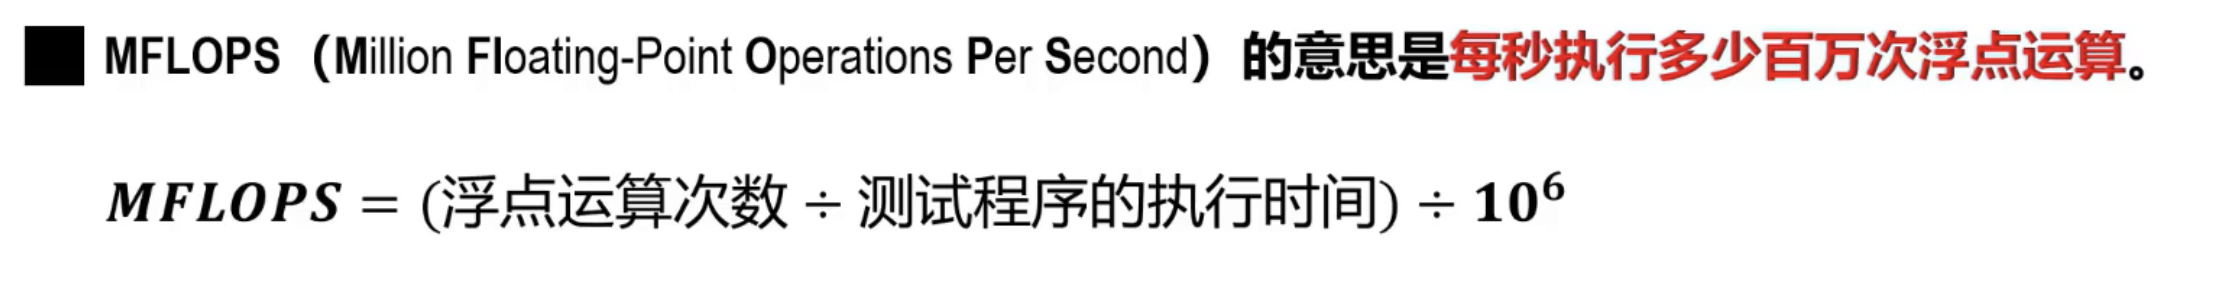 MFLOPS（Million Floating-Point Operations Per Second）的意思是每秒执行多少百万次浮点运算。
MFLOPS = (浮点运算次数 ÷ 测试程序的执行时间) ÷ 10⁶